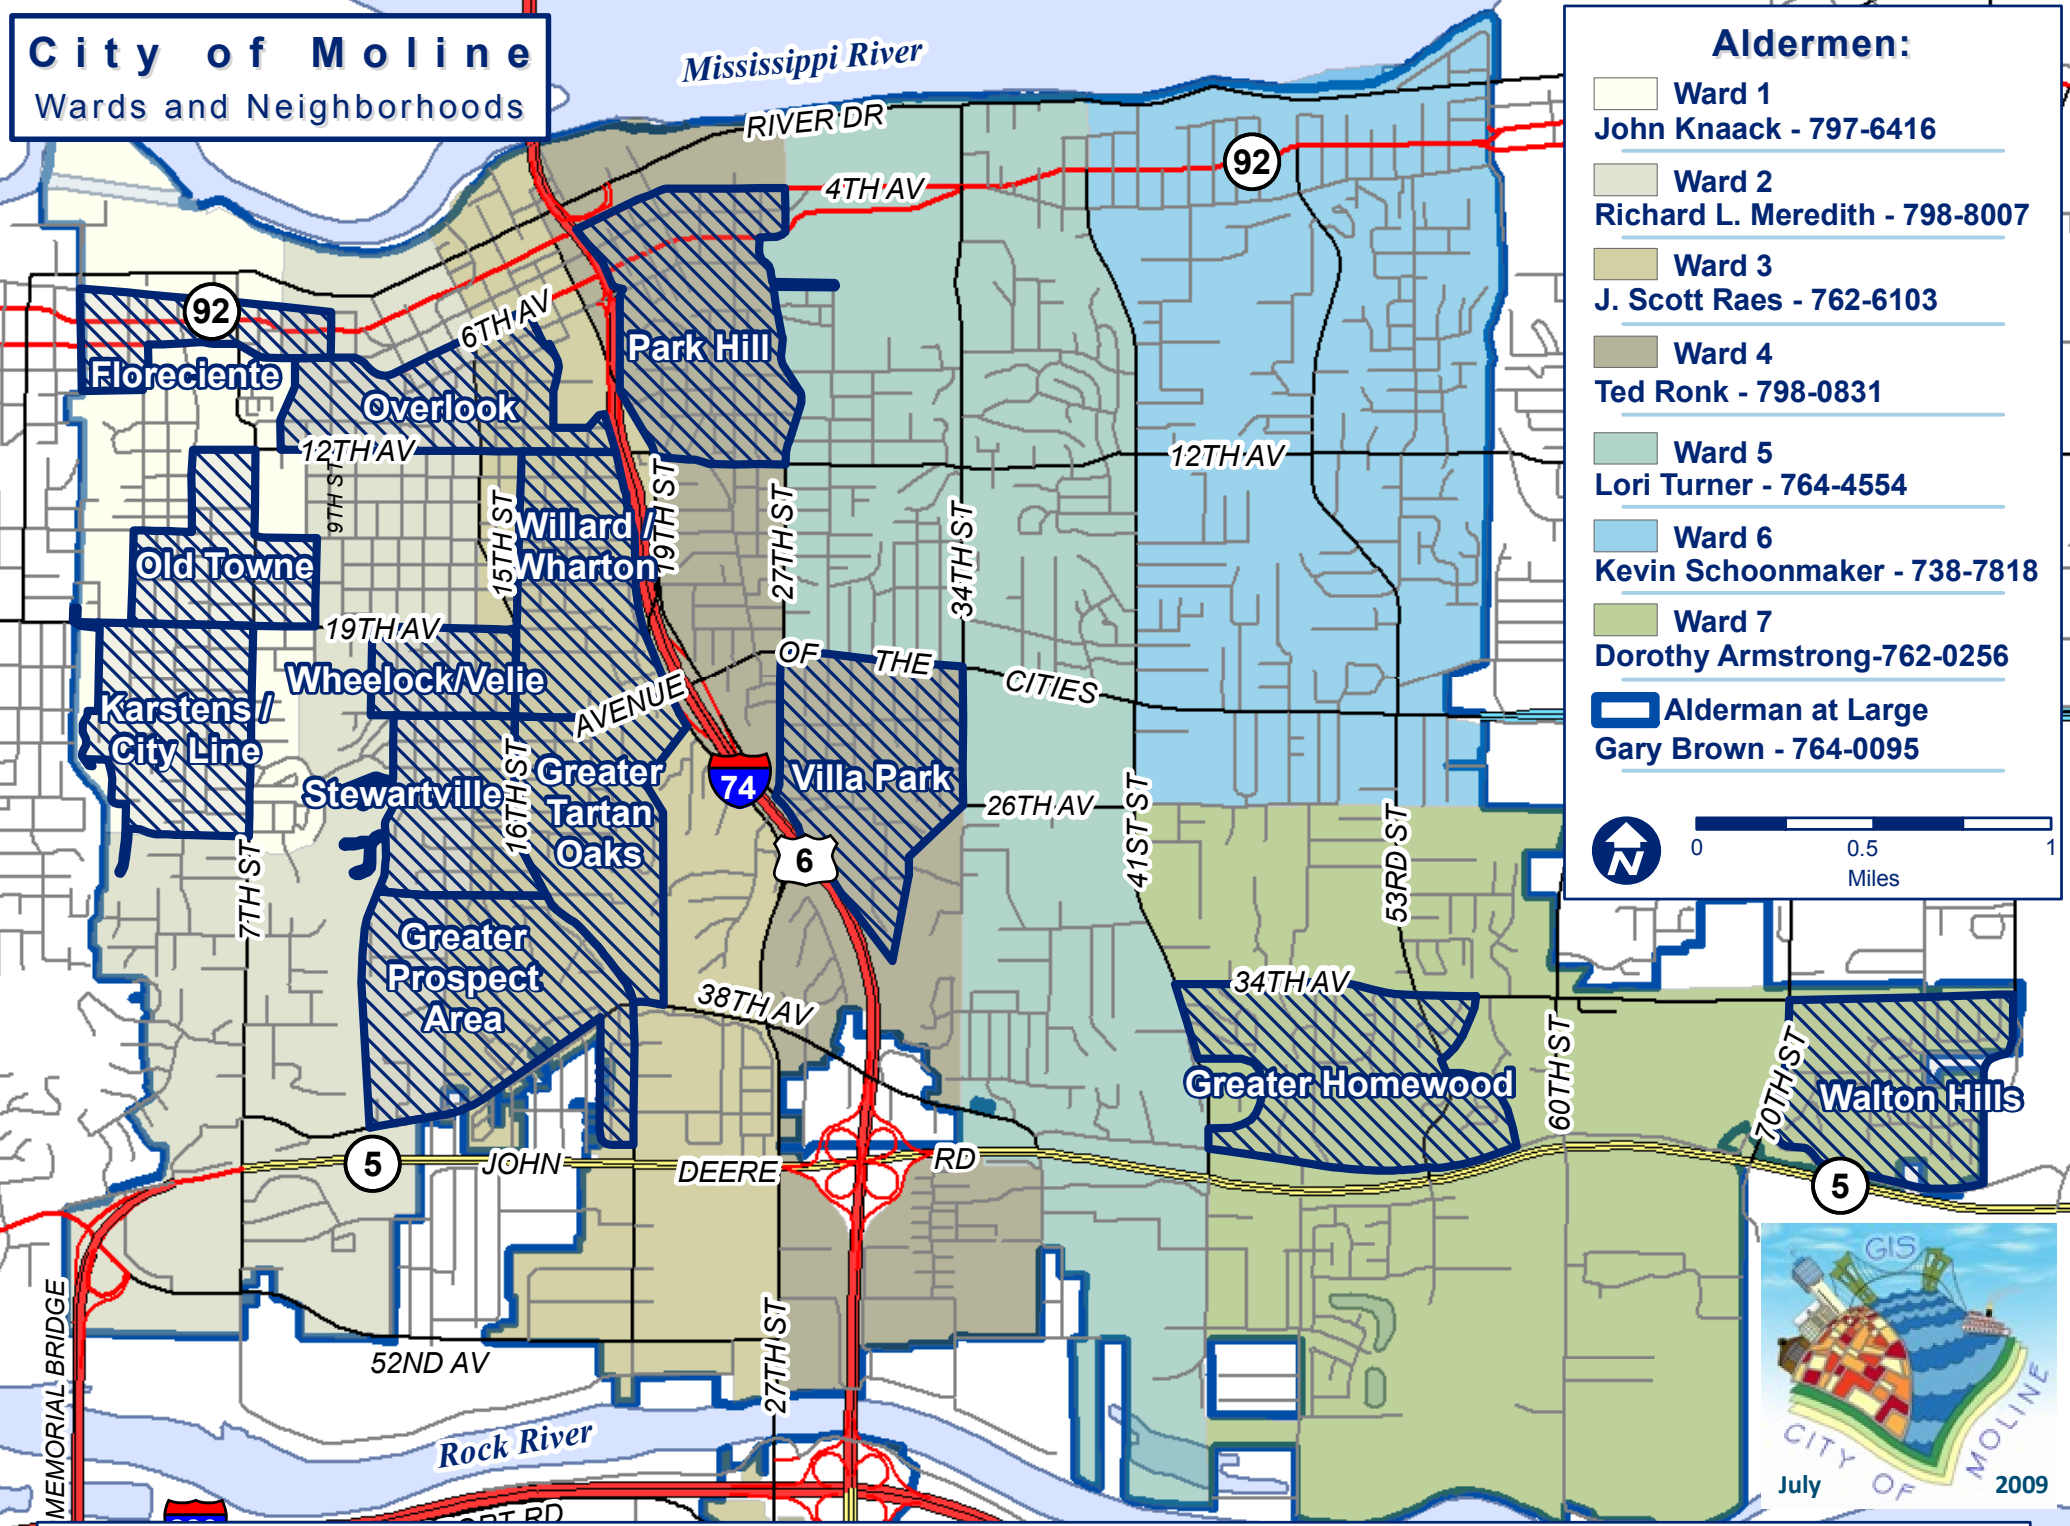 City of Moline
Wards and Neighborhoods
Mississippi River
RIVER DR
4TH AV
92
92
6TH AV
Park Hill
Floreciente
Overlook
12TH AV
12TH AV
9TH ST
15TH ST
Willard /
Wharton
19TH ST
27TH ST
34TH ST
Old Towne
19TH AV
Wheelock/Velie
AVENUE
OF
THE
CITIES
Karstens /
City Line
Stewartville
16TH ST
Greater
Tartan
Oaks
74
Villa Park
26TH AV
41ST ST
53RD ST
6
7TH ST
Greater
Prospect
Area
38TH AV
34TH AV
Greater Homewood
60TH ST
70TH ST
Walton Hills
5
JOHN
DEERE
RD
5
MEMORIAL BRIDGE
52ND AV
27TH ST
Rock River
Aldermen:
Ward 1
John Knaack - 797-6416
Ward 2
Richard L. Meredith - 798-8007
Ward 3
J. Scott Raes - 762-6103
Ward 4
Ted Ronk - 798-0831
Ward 5
Lori Turner - 764-4554
Ward 6
Kevin Schoonmaker - 738-7818
Ward 7
Dorothy Armstrong-762-0256
Alderman at Large
Gary Brown - 764-0095
N
0 0.5 1
Miles
GIS
CITY OF MOLINE
July 2009